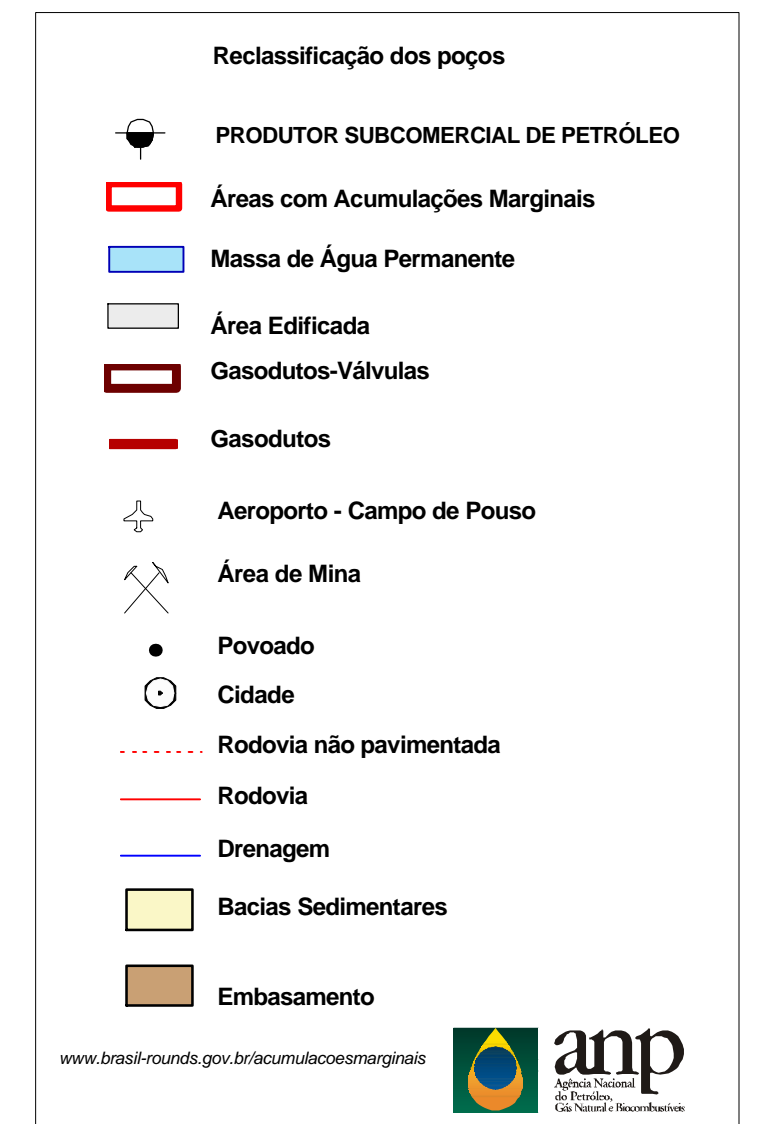 Reclassificação dos poços
PRODUTOR SUBCOMERCIAL DE PETRÓLEO
Áreas com Acumulações Marginais
Massa de Água Permanente
Área Edificada
Gasodutos-Válvulas
Gasodutos
Aeroporto - Campo de Pouso
Área de Mina
Povoado
Cidade
Rodovia não pavimentada
Rodovia
Drenagem
Bacias Sedimentares
Embasamento
www.brasil-rounds.gov.br/acumulacoesmarginais
anp
Agência Nacional
do Petróleo,
Gás Natural e Biocombustíveis